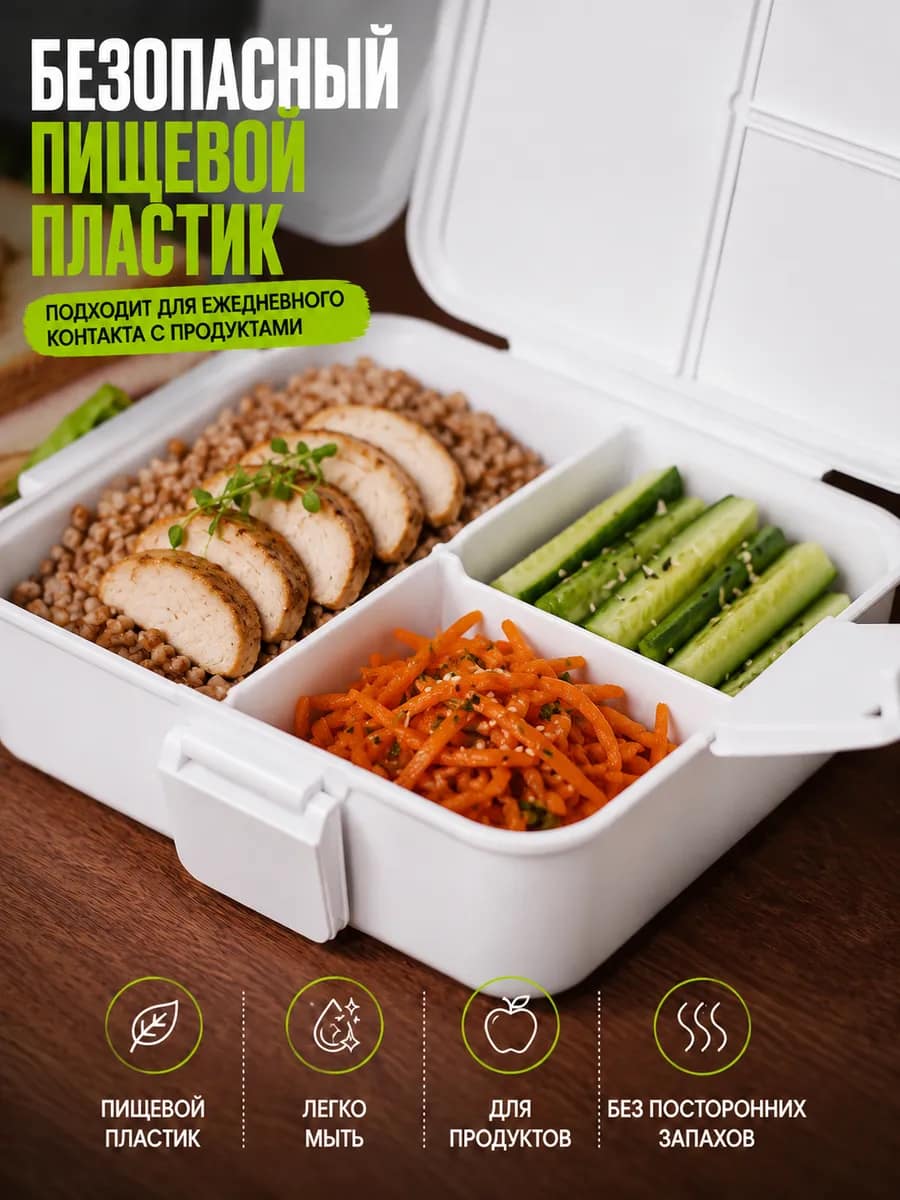 БЕЗОПАСНЫЙ
ПИЩЕВОЙ
ПЛАСТИК
ПОДХОДИТ ДЛЯ ЕЖЕДНЕВНОГО
КОНТАКТА С ПРОДУКТАМИ
ПИЩЕВОЙ
ПЛАСТИК
ЛЕГКО
МЫТЬ
ДЛЯ
ПРОДУКТОВ
БЕЗ ПОСТОРОННИХ
ЗАПАХОВ